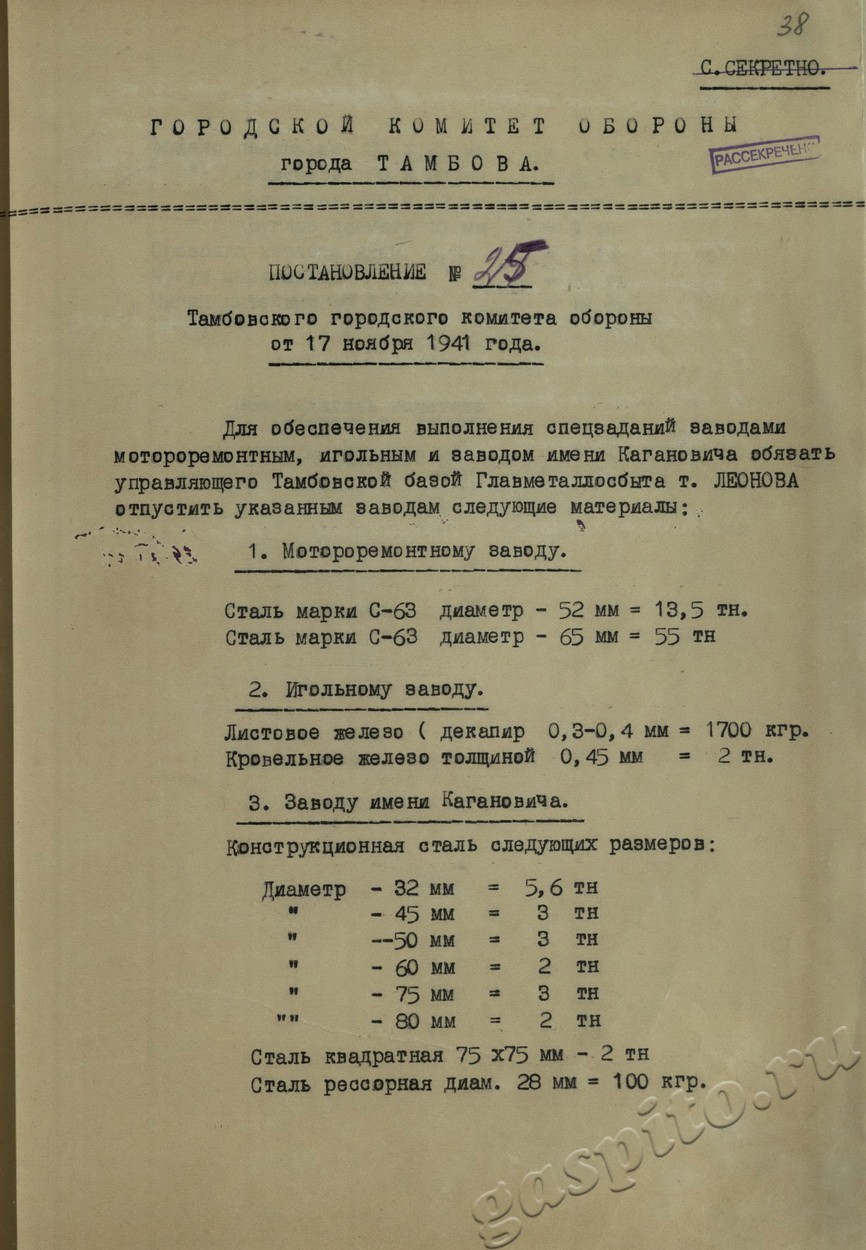 38
С.СЕКРЕТНО.
ГОРОДСКОЙ КОМИТЕТ ОБОРОНЫ
РАССЕКРЕЧЕНО
города ТАМБОВА.
ПОСТАНОВЛЕНИЕ № 25
Тамбовского городского комитета обороны
от 17 ноября 1941 года.
Для обеспечения выполнения спецзаданий заводами
мотороремонтным, игольным и заводом имени Кагановича обязать
управляющего Тамбовской базой Главметаллосбыта т. ЛЕОНОВА
отпустить указанным заводам следующие материалы:
1. Мотороремонтному заводу.
Сталь марки С-63 диаметр - 52 мм = 13,5 тн.
Сталь марки С-63 диаметр - 65 мм = 55 тн
2. Игольному заводу.
Листовое железо ( декапир 0,3-0,4 мм = 1700 кгр.
Кровельное железо толщиной 0,45 мм = 2 тн.
3. Заводу имени Кагановича.
Конструкционная сталь следующих размеров:
Диаметр - 32 мм = 5,6 тн
" - 45 мм = 3 тн
" --50 мм = 3 тн
" - 60 мм = 2 тн
" - 75 мм = 3 тн
"" - 80 мм = 2 тн
Сталь квадратная 75 х75 мм - 2 тн
Сталь рессорная диам. 28 мм = 100 кгр.
gaspito.ru